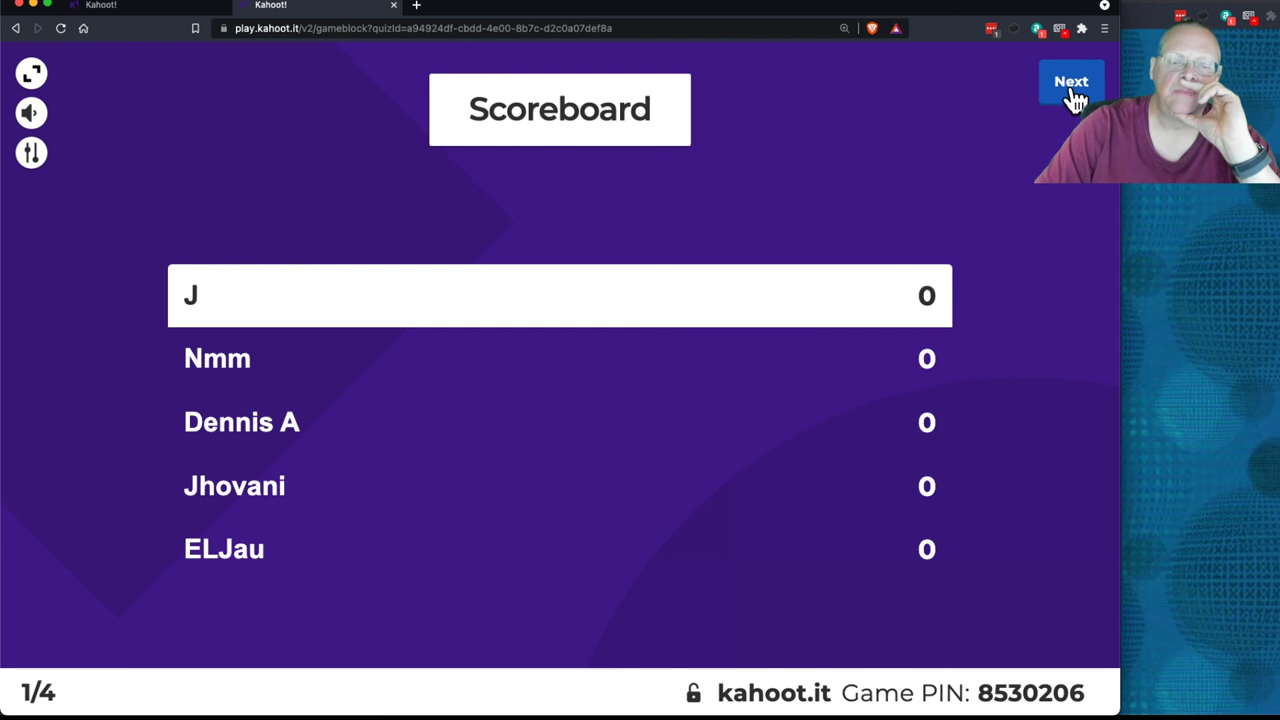 Kahoot!
Kahoot!
play.kahoot.it/v2/gameblock?quizId=a94924df-cbdd-4e00-8b7c-d2c0a07def8a
Scoreboard
Next
J 0
Nmm 0
Dennis A 0
Jhovani 0
ELJau 0
1/4
kahoot.it Game PIN: 8530206